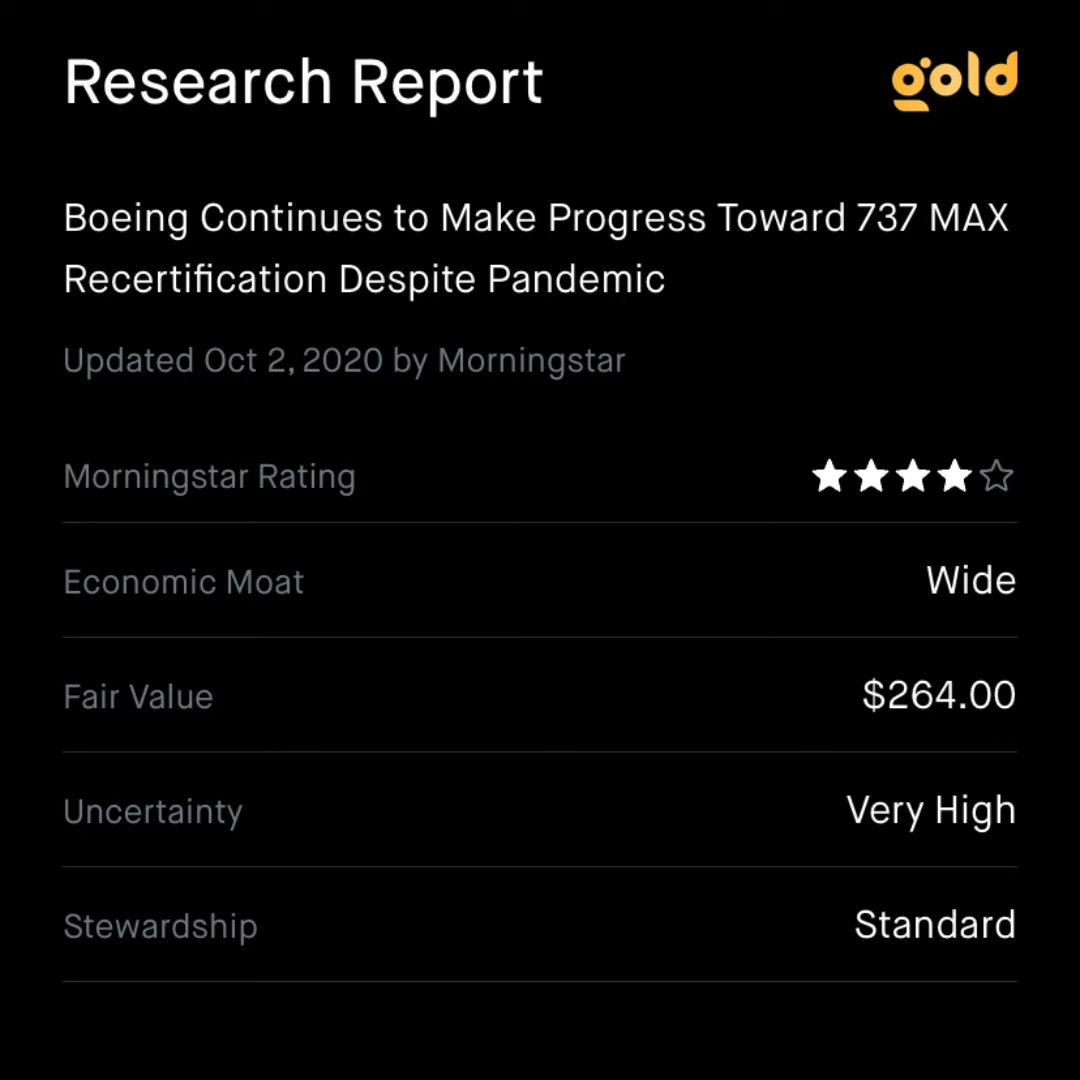 Research Report
gold
Boeing Continues to Make Progress Toward 737 MAX
Recertification Despite Pandemic
Updated Oct 2, 2020 by Morningstar
Morningstar Rating
Economic Moat Wide
Fair Value $264.00
Uncertainty Very High
Stewardship Standard